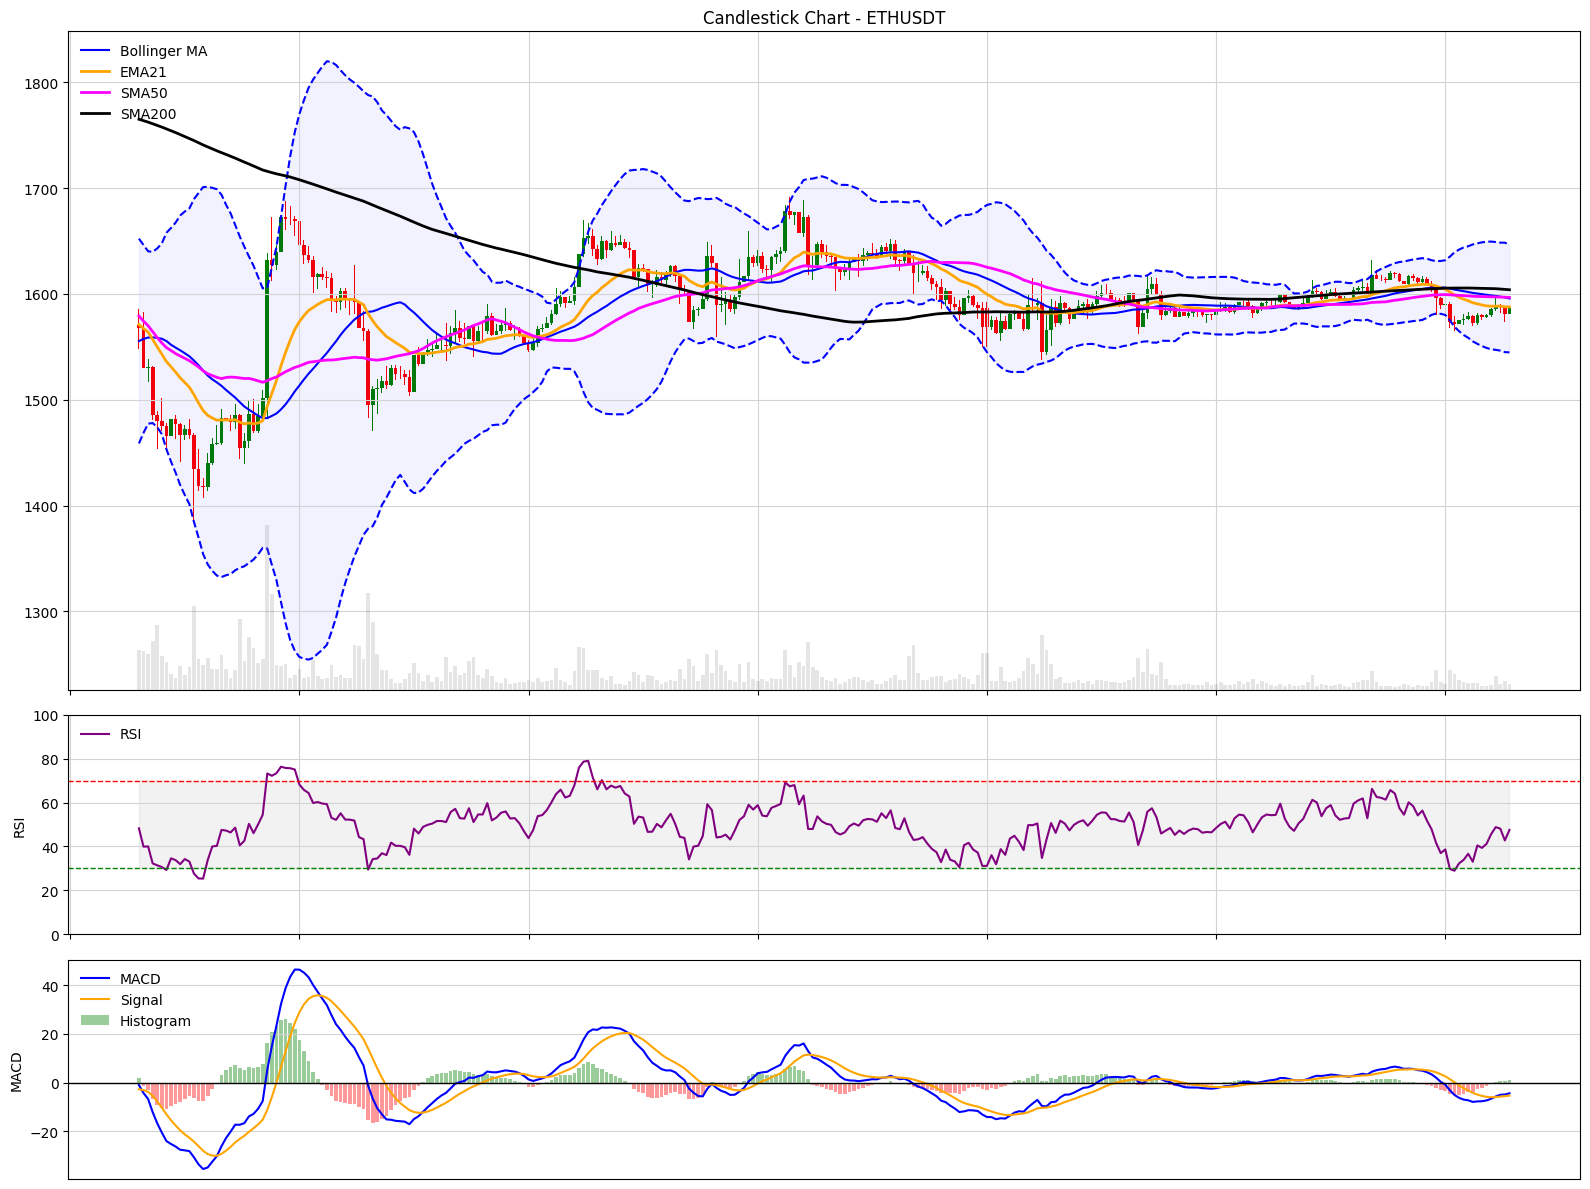 Candlestick Chart - ETHUSDT
Bollinger MA
EMA21
SMA50
SMA200
1800
1700
1600
1500
1400
1300
RSI
100
80
60
40
20
0
RSI
MACD
Signal
Histogram
40
20
0
−20
MACD